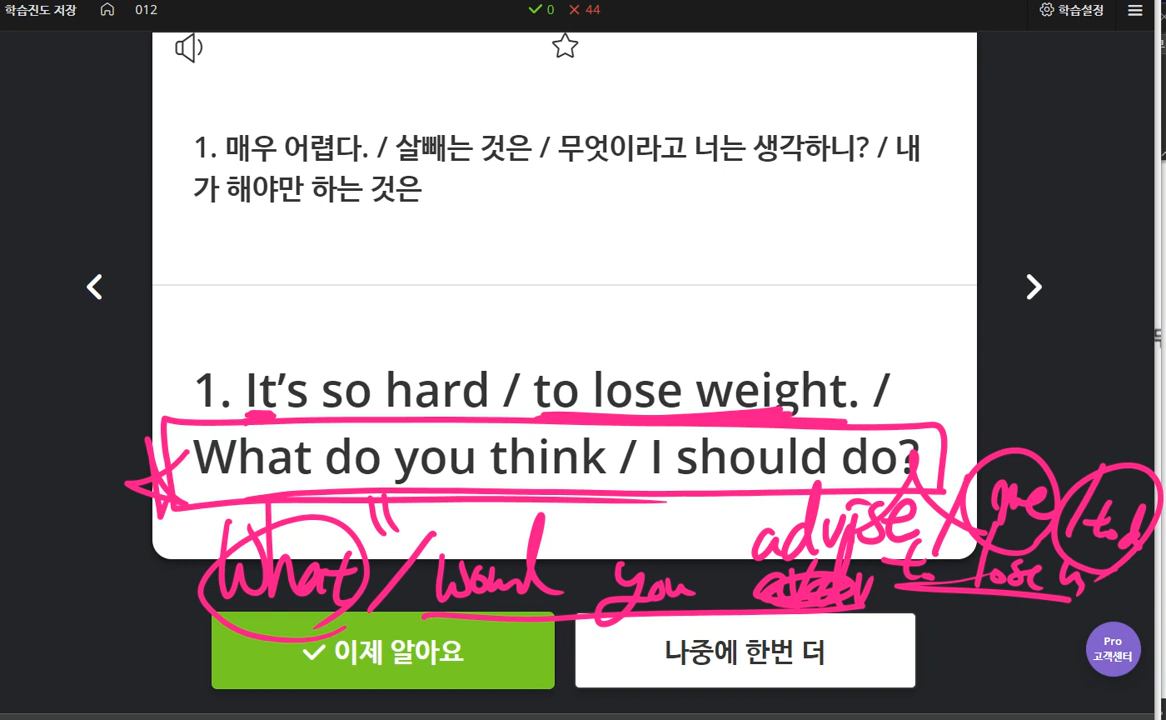 학습진도 저장 012 0 44 학습설정
1. 매우 어렵다. / 살빼는 것은 / 무엇이라고 너는 생각하니? / 내
가 해야만 하는 것은
1. It’s so hard / to lose weight. /
What do you think / I should do?
What / would you advise / me / to d
to lose
이제 알아요
나중에 한번 더
Pro
고객센터